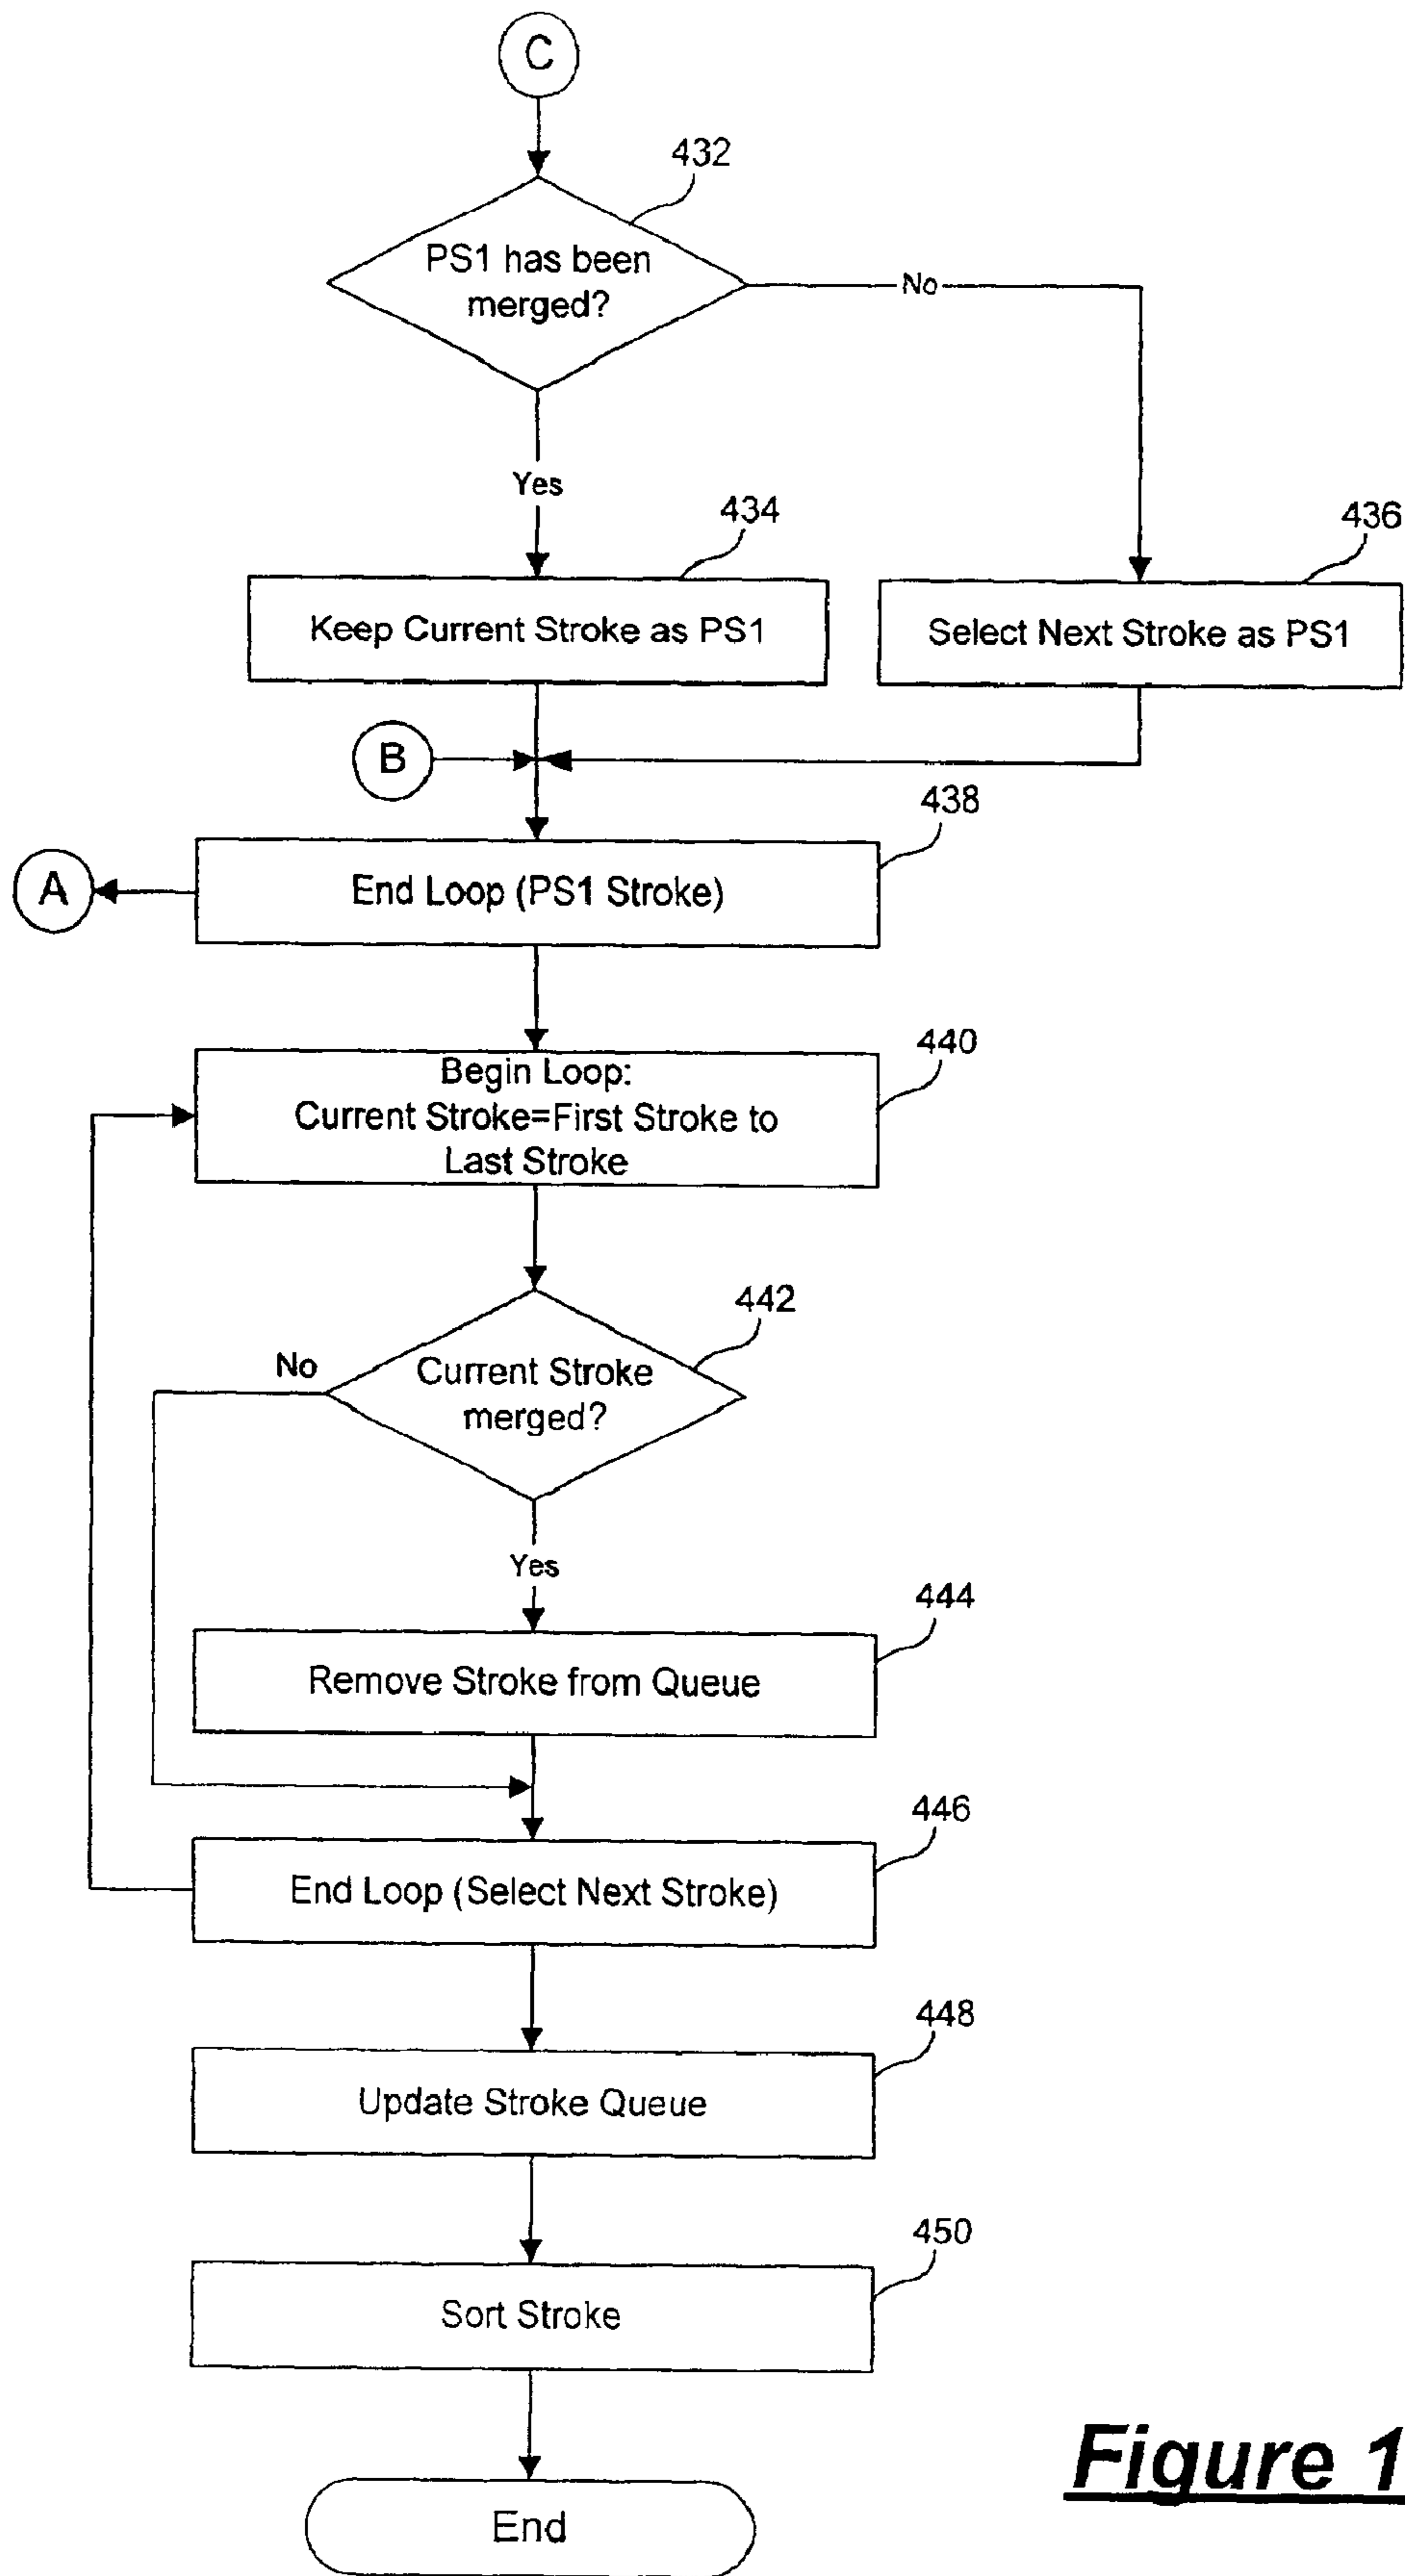 C
432
PS1 has been
merged?
No
Yes
434
436
Keep Current Stroke as PS1
Select Next Stroke as PS1
B
438
A
End Loop (PS1 Stroke)
440
Begin Loop:
Current Stroke=First Stroke to
Last Stroke
442
No
Current Stroke
merged?
Yes
444
Remove Stroke from Queue
446
End Loop (Select Next Stroke)
448
Update Stroke Queue
450
Sort Stroke
End
Figure 1